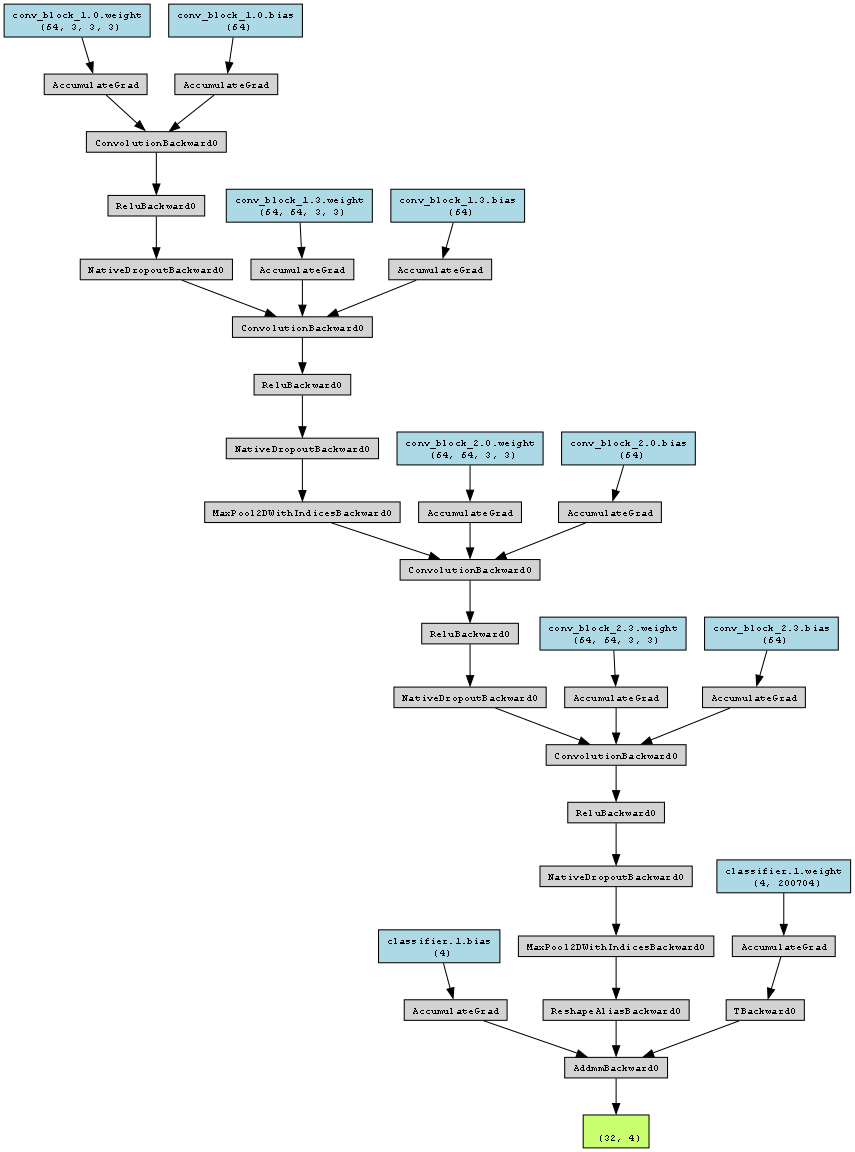 conv_block_1.0.weight
(64, 3, 3, 3)
conv_block_1.0.bias
(64)
AccumulateGrad
AccumulateGrad
ConvolutionBackward0
ReluBackward0
conv_block_1.3.weight
(64, 64, 3, 3)
conv_block_1.3.bias
(64)
NativeDropoutBackward0
AccumulateGrad
AccumulateGrad
ConvolutionBackward0
ReluBackward0
NativeDropoutBackward0
conv_block_2.0.weight
(64, 64, 3, 3)
conv_block_2.0.bias
(64)
MaxPool2DWithIndicesBackward0
AccumulateGrad
AccumulateGrad
ConvolutionBackward0
ReluBackward0
conv_block_2.3.weight
(64, 64, 3, 3)
conv_block_2.3.bias
(64)
NativeDropoutBackward0
AccumulateGrad
AccumulateGrad
ConvolutionBackward0
ReluBackward0
NativeDropoutBackward0
classifier.1.weight
(4, 200704)
classifier.1.bias
(4)
MaxPool2DWithIndicesBackward0
AccumulateGrad
AccumulateGrad
ReshapeAliasBackward0
TBackward0
AddmmBackward0
(32, 4)